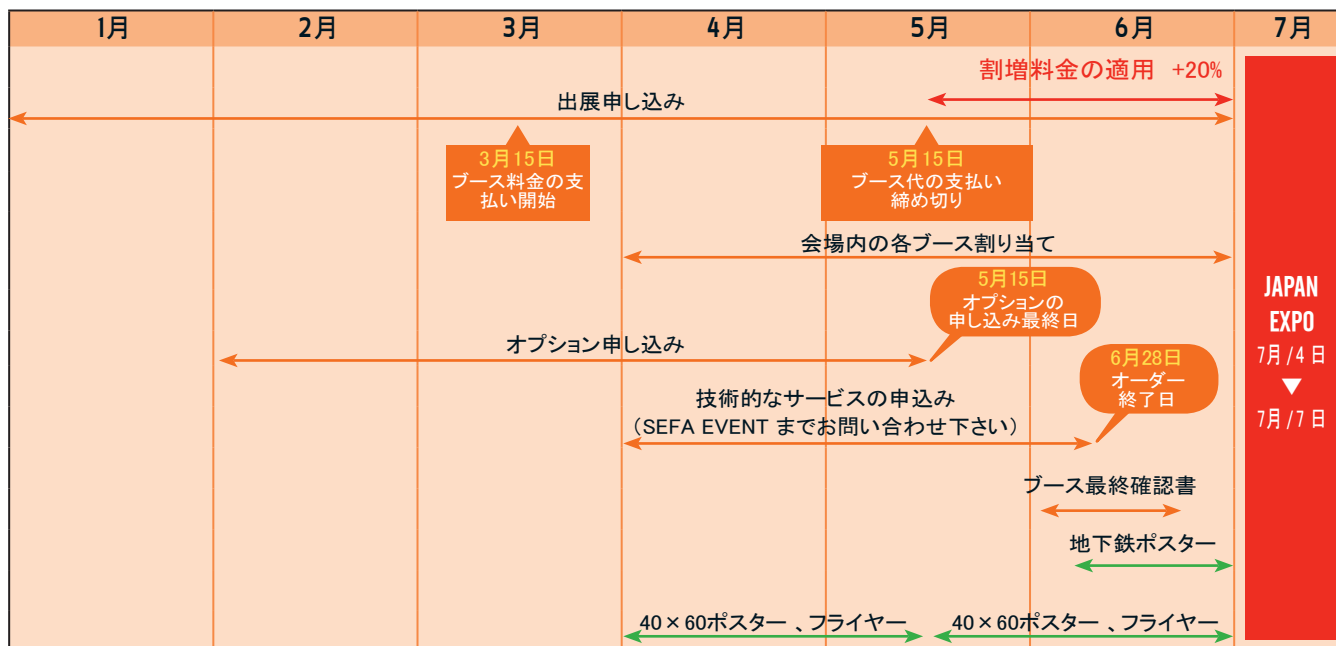 1月 2月 3月 4月 5月 6月 7月
割増料金の適用 +20%
出展申し込み
3月15日
ブース料金の支
払い開始
5月15日
ブース代の支払い
締め切り
会場内の各ブース割り当て
5月15日
オプションの
申し込み最終日
オプション申し込み
6月28日
オーダー
終了日
技術的なサービスの申込み
（SEFA EVENT までお問い合わせ下さい）
ブース最終確認書
地下鉄ポスター
40×60ポスター 、フライヤー
40×60ポスター 、フライヤー
JAPAN
EXPO
7月/4 日
▼
7月/7 日